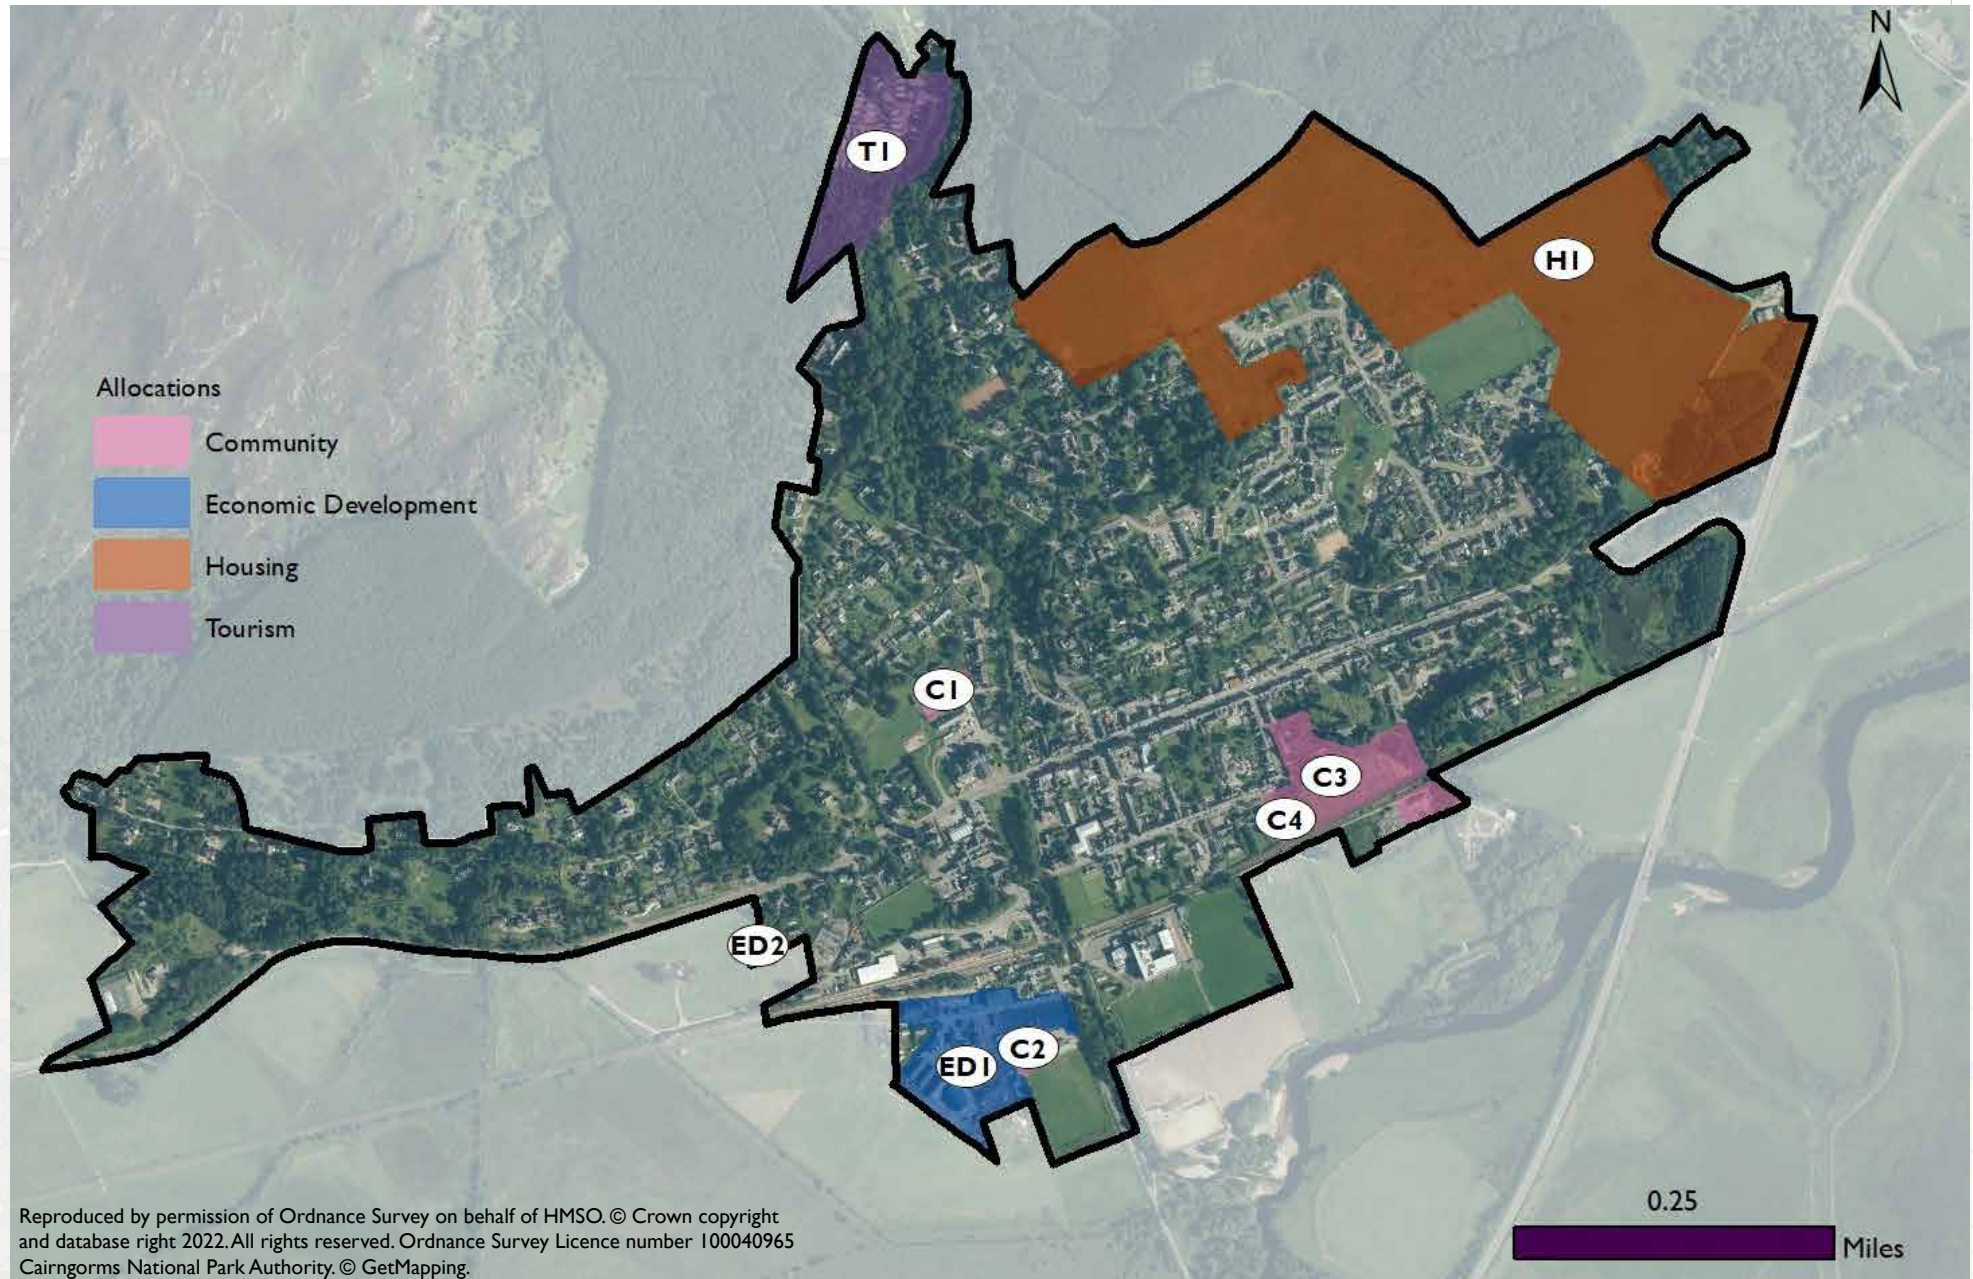 N
T1
H1
Allocations
Community
Economic Development
Housing
Tourism
C1
C3
C4
ED2
C2
ED1
0.25
Miles
Reproduced by permission of Ordnance Survey on behalf of HMSO. © Crown copyright
and database right 2022. All rights reserved. Ordnance Survey Licence number 100040965
Cairngorms National Park Authority. © GetMapping.